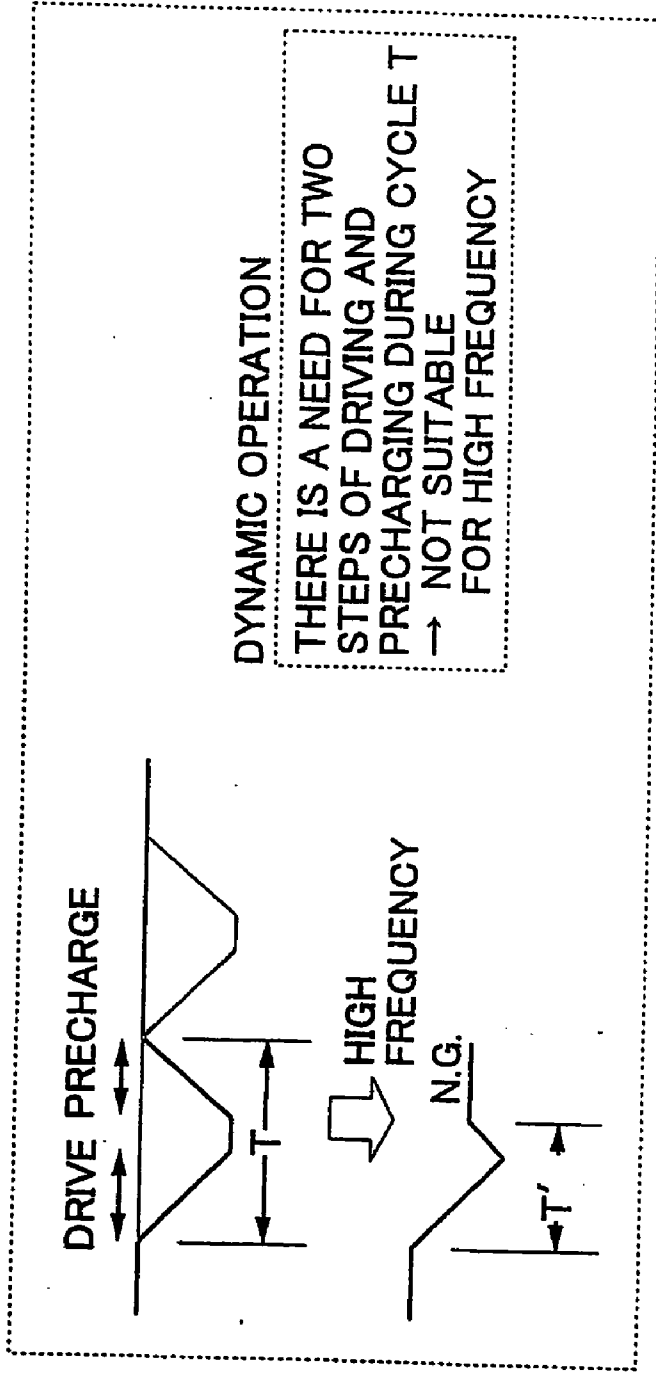 DRIVE PRECHARGE
T
HIGH
FREQUENCY
N.G.
T'
DYNAMIC OPERATION
THERE IS A NEED FOR TWO
STEPS OF DRIVING AND
PRECHARGING DURING CYCLE T
→ NOT SUITABLE
FOR HIGH FREQUENCY